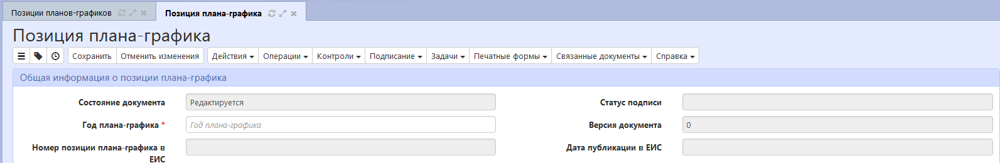 Позиции планов-графиков Позиция плана-графика
Позиция плана-графика
Сохранить Отменить изменения Действия Операции Контроли Подписание Задачи Печатные формы Связанные документы Справка
Общая информация о позиции плана-графика
Состояние документа Редактируется Статус подписи
Год плана-графика * Год плана-графика Версия документа 0
Номер позиции плана-графика в Дата публикации в ЕИС
ЕИС